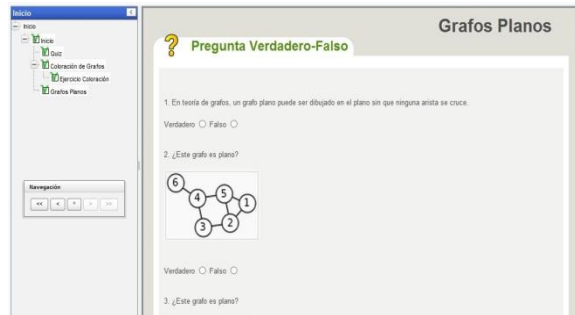 Inicio
Inicio
Inicio
Quiz
Coloración de Grafos
Ejercicio Coloración
Grafos Planos
Navegación
<< < ^ > >>
Grafos Planos
Pregunta Verdadero-Falso
1. En teoría de grafos, un grafo plano puede ser dibujado en el plano sin que ninguna arista se cruce.
Verdadero Falso
2. ¿Este grafo es plano?
6
4
5
1
3
2
Verdadero Falso
3. ¿Este grafo es plano?